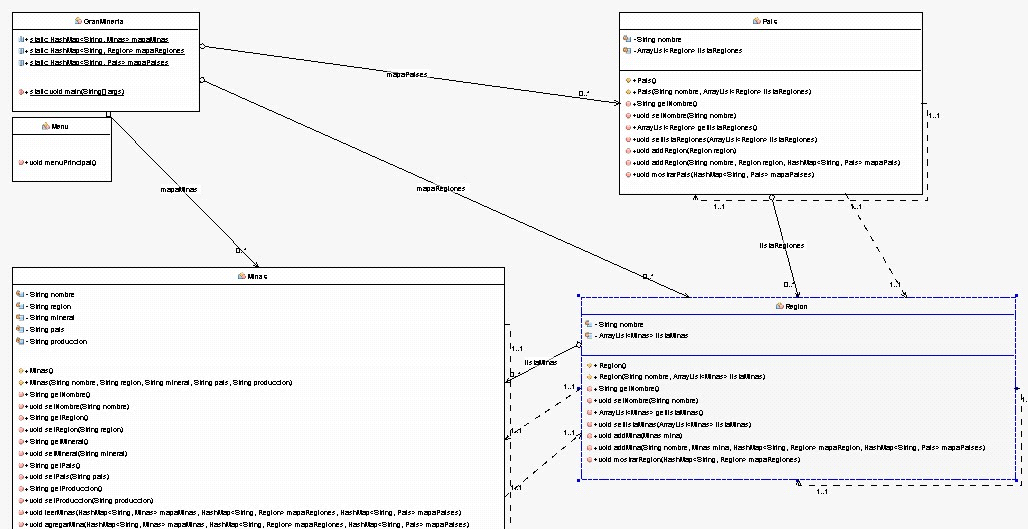 GranMineria
+ static HashMap<String, Minas> mapaMinas
+ static HashMap<String, Region> mapaRegiones
+ static HashMap<String, Pais> mapaPaises
+ static void main(String[] args)
Menu
+ void menuPrincipal()
mapaPaises
0..*
mapaRegiones
0..*
mapaMinas
0..*
Pais
- String nombre
- ArrayList<Region> listaRegiones
+ Pais()
+ Pais(String nombre, ArrayList<Region> listaRegiones)
+ String getNombre()
+ void setNombre(String nombre)
+ ArrayList<Region> getlistaRegiones()
+ void setlistaRegiones(ArrayList<Region> listaRegiones)
+ void addRegion(Region region)
+ void addRegion(String nombre, Region region, HashMap<String, Pais> mapaPais)
+ void mostrarPais(HashMap<String, Pais> mapaPaises)
1..1
1..1
1..1
listaRegiones
0..*
1..1
Minas
- String nombre
- String region
- String mineral
- String pais
- String produccion
+ Minas()
+ Minas(String nombre, String region, String mineral, String pais, String produccion)
+ String getNombre()
+ void setNombre(String nombre)
+ String getRegion()
+ void setRegion(String region)
+ String getMineral()
+ void setMineral(String mineral)
+ String getPais()
+ void setPais(String pais)
+ String getProduccion()
+ void setProduccion(String produccion)
+ void leerMinas(HashMap<String, Minas> mapaMinas, HashMap<String, Region> mapaRegiones, HashMap<String, Pais> mapaPaises)
+ void agregarMina(HashMap<String, Minas> mapaMinas, HashMap<String, Region> mapaRegiones, HashMap<String, Pais> mapaPaises)
1..1
listaMinas
0..*
1..1
1..1
1..1
1..1
Region
- String nombre
- ArrayList<Minas> listaMinas
+ Region()
+ Region(String nombre, ArrayList<Minas> listaMinas)
+ String getNombre()
+ void setNombre(String nombre)
+ ArrayList<Minas> getlistaMinas()
+ void setlistaMinas(ArrayList<Minas> listaMinas)
+ void addMina(Minas mina)
+ void addMina(String nombre, Minas mina, HashMap<String, Region> mapaRegion, HashMap<String, Pais> mapaPaises)
+ void mostrarRegion(HashMap<String, Region> mapaRegiones)
1..1